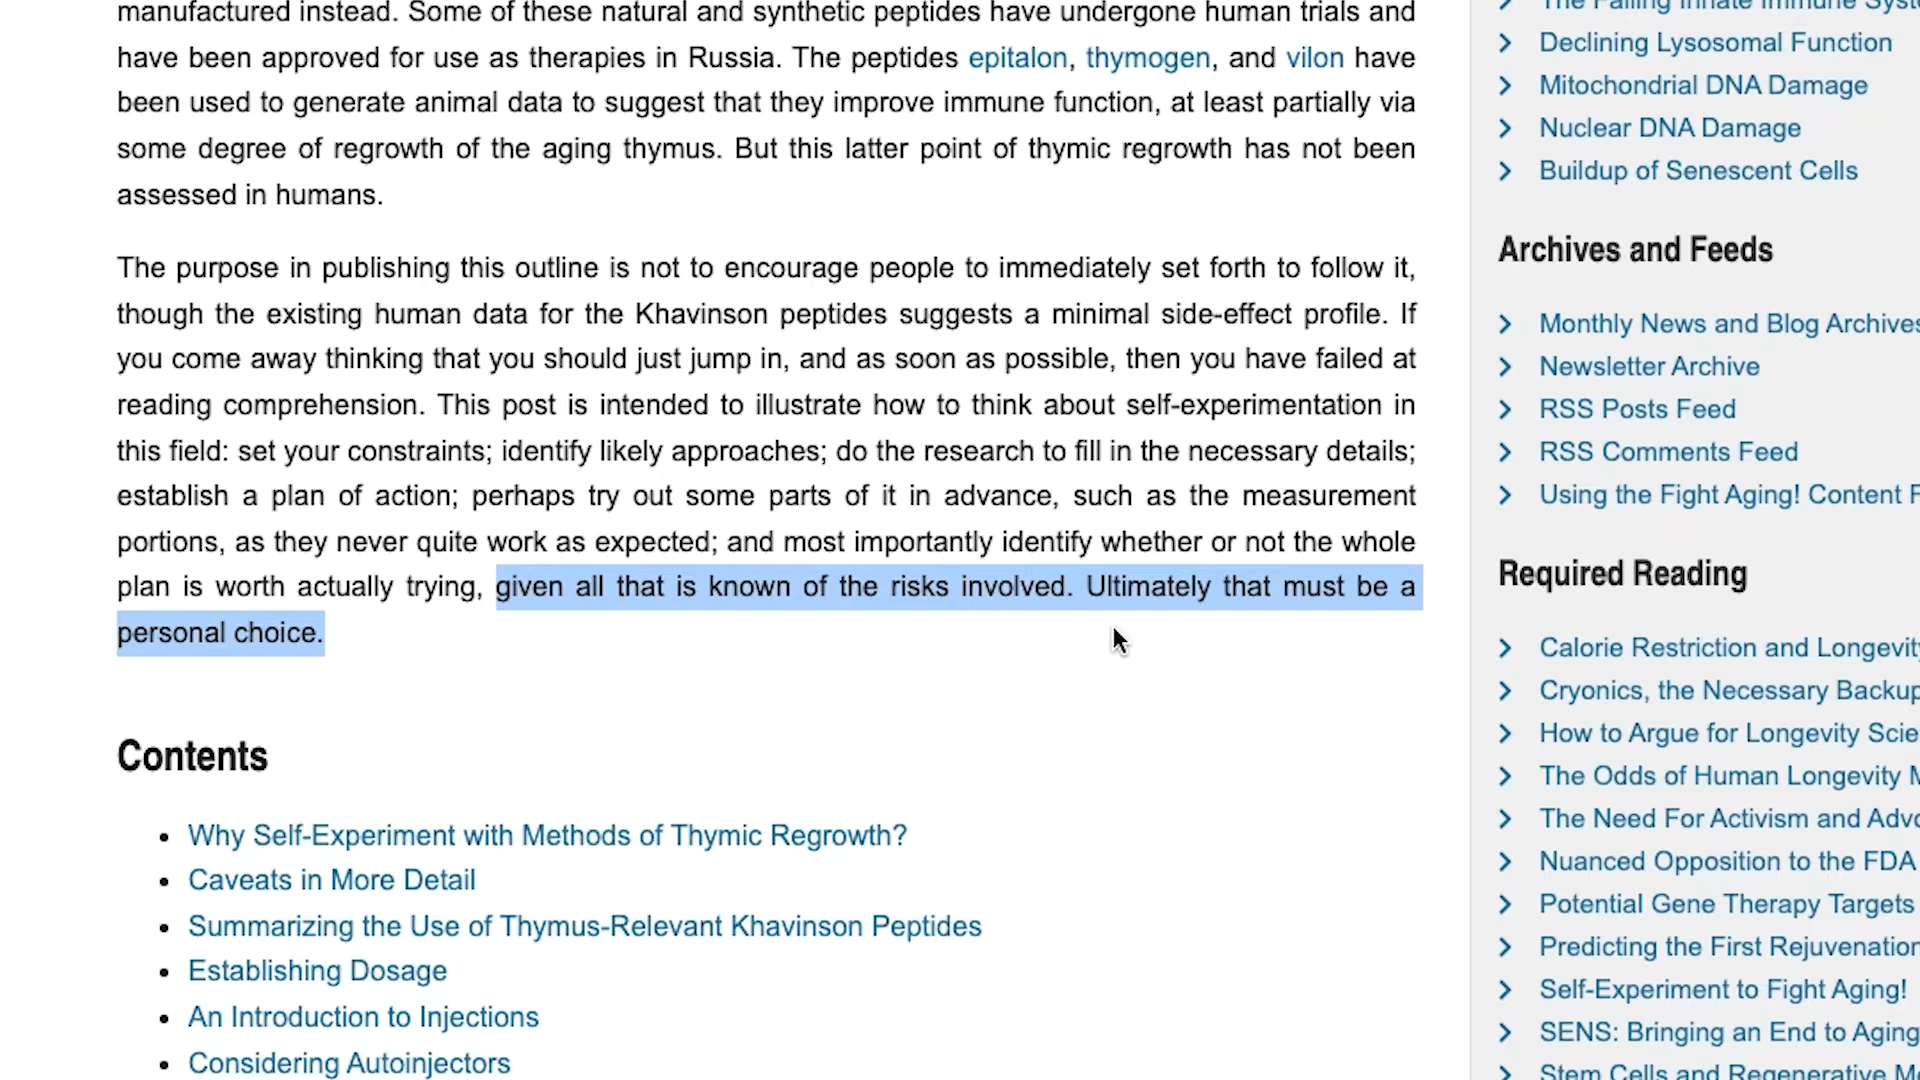 manufactured instead. Some of these natural and synthetic peptides have undergone human trials and
have been approved for use as therapies in Russia. The peptides epitalon, thymogen, and vilon have
been used to generate animal data to suggest that they improve immune function, at least partially via
some degree of regrowth of the aging thymus. But this latter point of thymic regrowth has not been
assessed in humans.
The purpose in publishing this outline is not to encourage people to immediately set forth to follow it,
though the existing human data for the Khavinson peptides suggests a minimal side-effect profile. If
you come away thinking that you should just jump in, and as soon as possible, then you have failed at
reading comprehension. This post is intended to illustrate how to think about self-experimentation in
this field: set your constraints; identify likely approaches; do the research to fill in the necessary details;
establish a plan of action; perhaps try out some parts of it in advance, such as the measurement
portions, as they never quite work as expected; and most importantly identify whether or not the whole
plan is worth actually trying, given all that is known of the risks involved. Ultimately that must be a
personal choice.
Contents
Why Self-Experiment with Methods of Thymic Regrowth?
Caveats in More Detail
Summarizing the Use of Thymus-Relevant Khavinson Peptides
Establishing Dosage
An Introduction to Injections
Considering Autoinjectors
The Failing Innate Immune Syst
Declining Lysosomal Function
Mitochondrial DNA Damage
Nuclear DNA Damage
Buildup of Senescent Cells
Archives and Feeds
Monthly News and Blog Archives
Newsletter Archive
RSS Posts Feed
RSS Comments Feed
Using the Fight Aging! Content F
Required Reading
Calorie Restriction and Longevity
Cryonics, the Necessary Backup
How to Argue for Longevity Scie
The Odds of Human Longevity M
The Need For Activism and Advo
Nuanced Opposition to the FDA
Potential Gene Therapy Targets
Predicting the First Rejuvenation
Self-Experiment to Fight Aging!
SENS: Bringing an End to Aging
Stem Cells and Regenerative Me